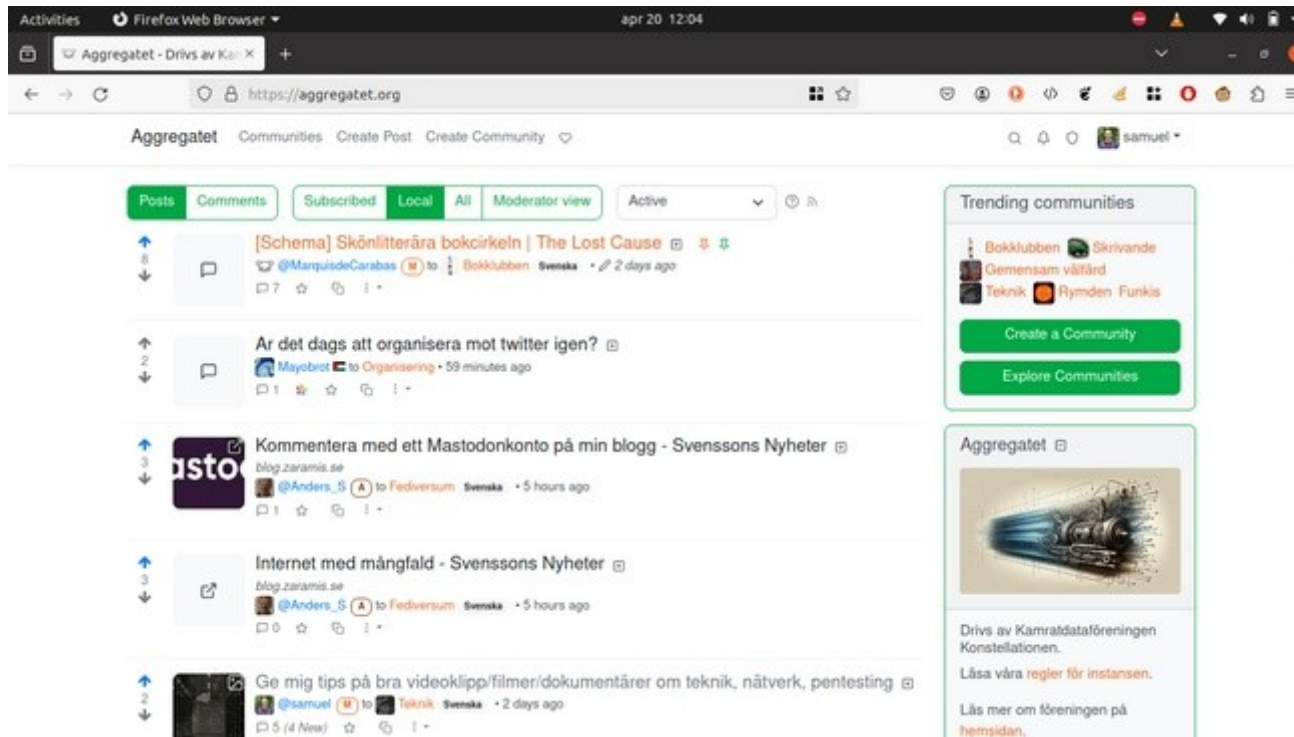 Activities Firefox Web Browser apr 20 12:04
Aggregatet - Drivs av Ka
https://aggregatet.org
Aggregatet Communities Create Post Create Community samuel
Posts Comments Subscribed Local All Moderator view Active
8
[Schema] Skönlitterära bokcirkeln | The Lost Cause
@MarquisdeCarabas M to Bokklubben Svenska • 2 days ago
7
2
Är det dags att organisera mot twitter igen?
Mayobrot to Organisering • 59 minutes ago
1
3
astoc
Kommentera med ett Mastodonkonto på min blogg - Svenssons Nyheter
blog.zaramis.se
@Anders_S A to Fediversum Svenska • 5 hours ago
1
3
Internet med mångfald - Svenssons Nyheter
blog.zaramis.se
@Anders_S A to Fediversum Svenska • 5 hours ago
0
2
Ge mig tips på bra videoklipp/filmer/dokumentärer om teknik, nätverk, pentesting
@samuel M to Teknik Svenska • 2 days ago
5 (4 New)
Trending communities
Bokklubben Skrivande
Gemensam välfärd
Teknik Rymden Funkis
Create a Community
Explore Communities
Aggregatet
Drivs av Kamratdataföreningen
Konstellationen.
Läsa våra regler för instansen.
Läs mer om föreningen på
hemsidan.